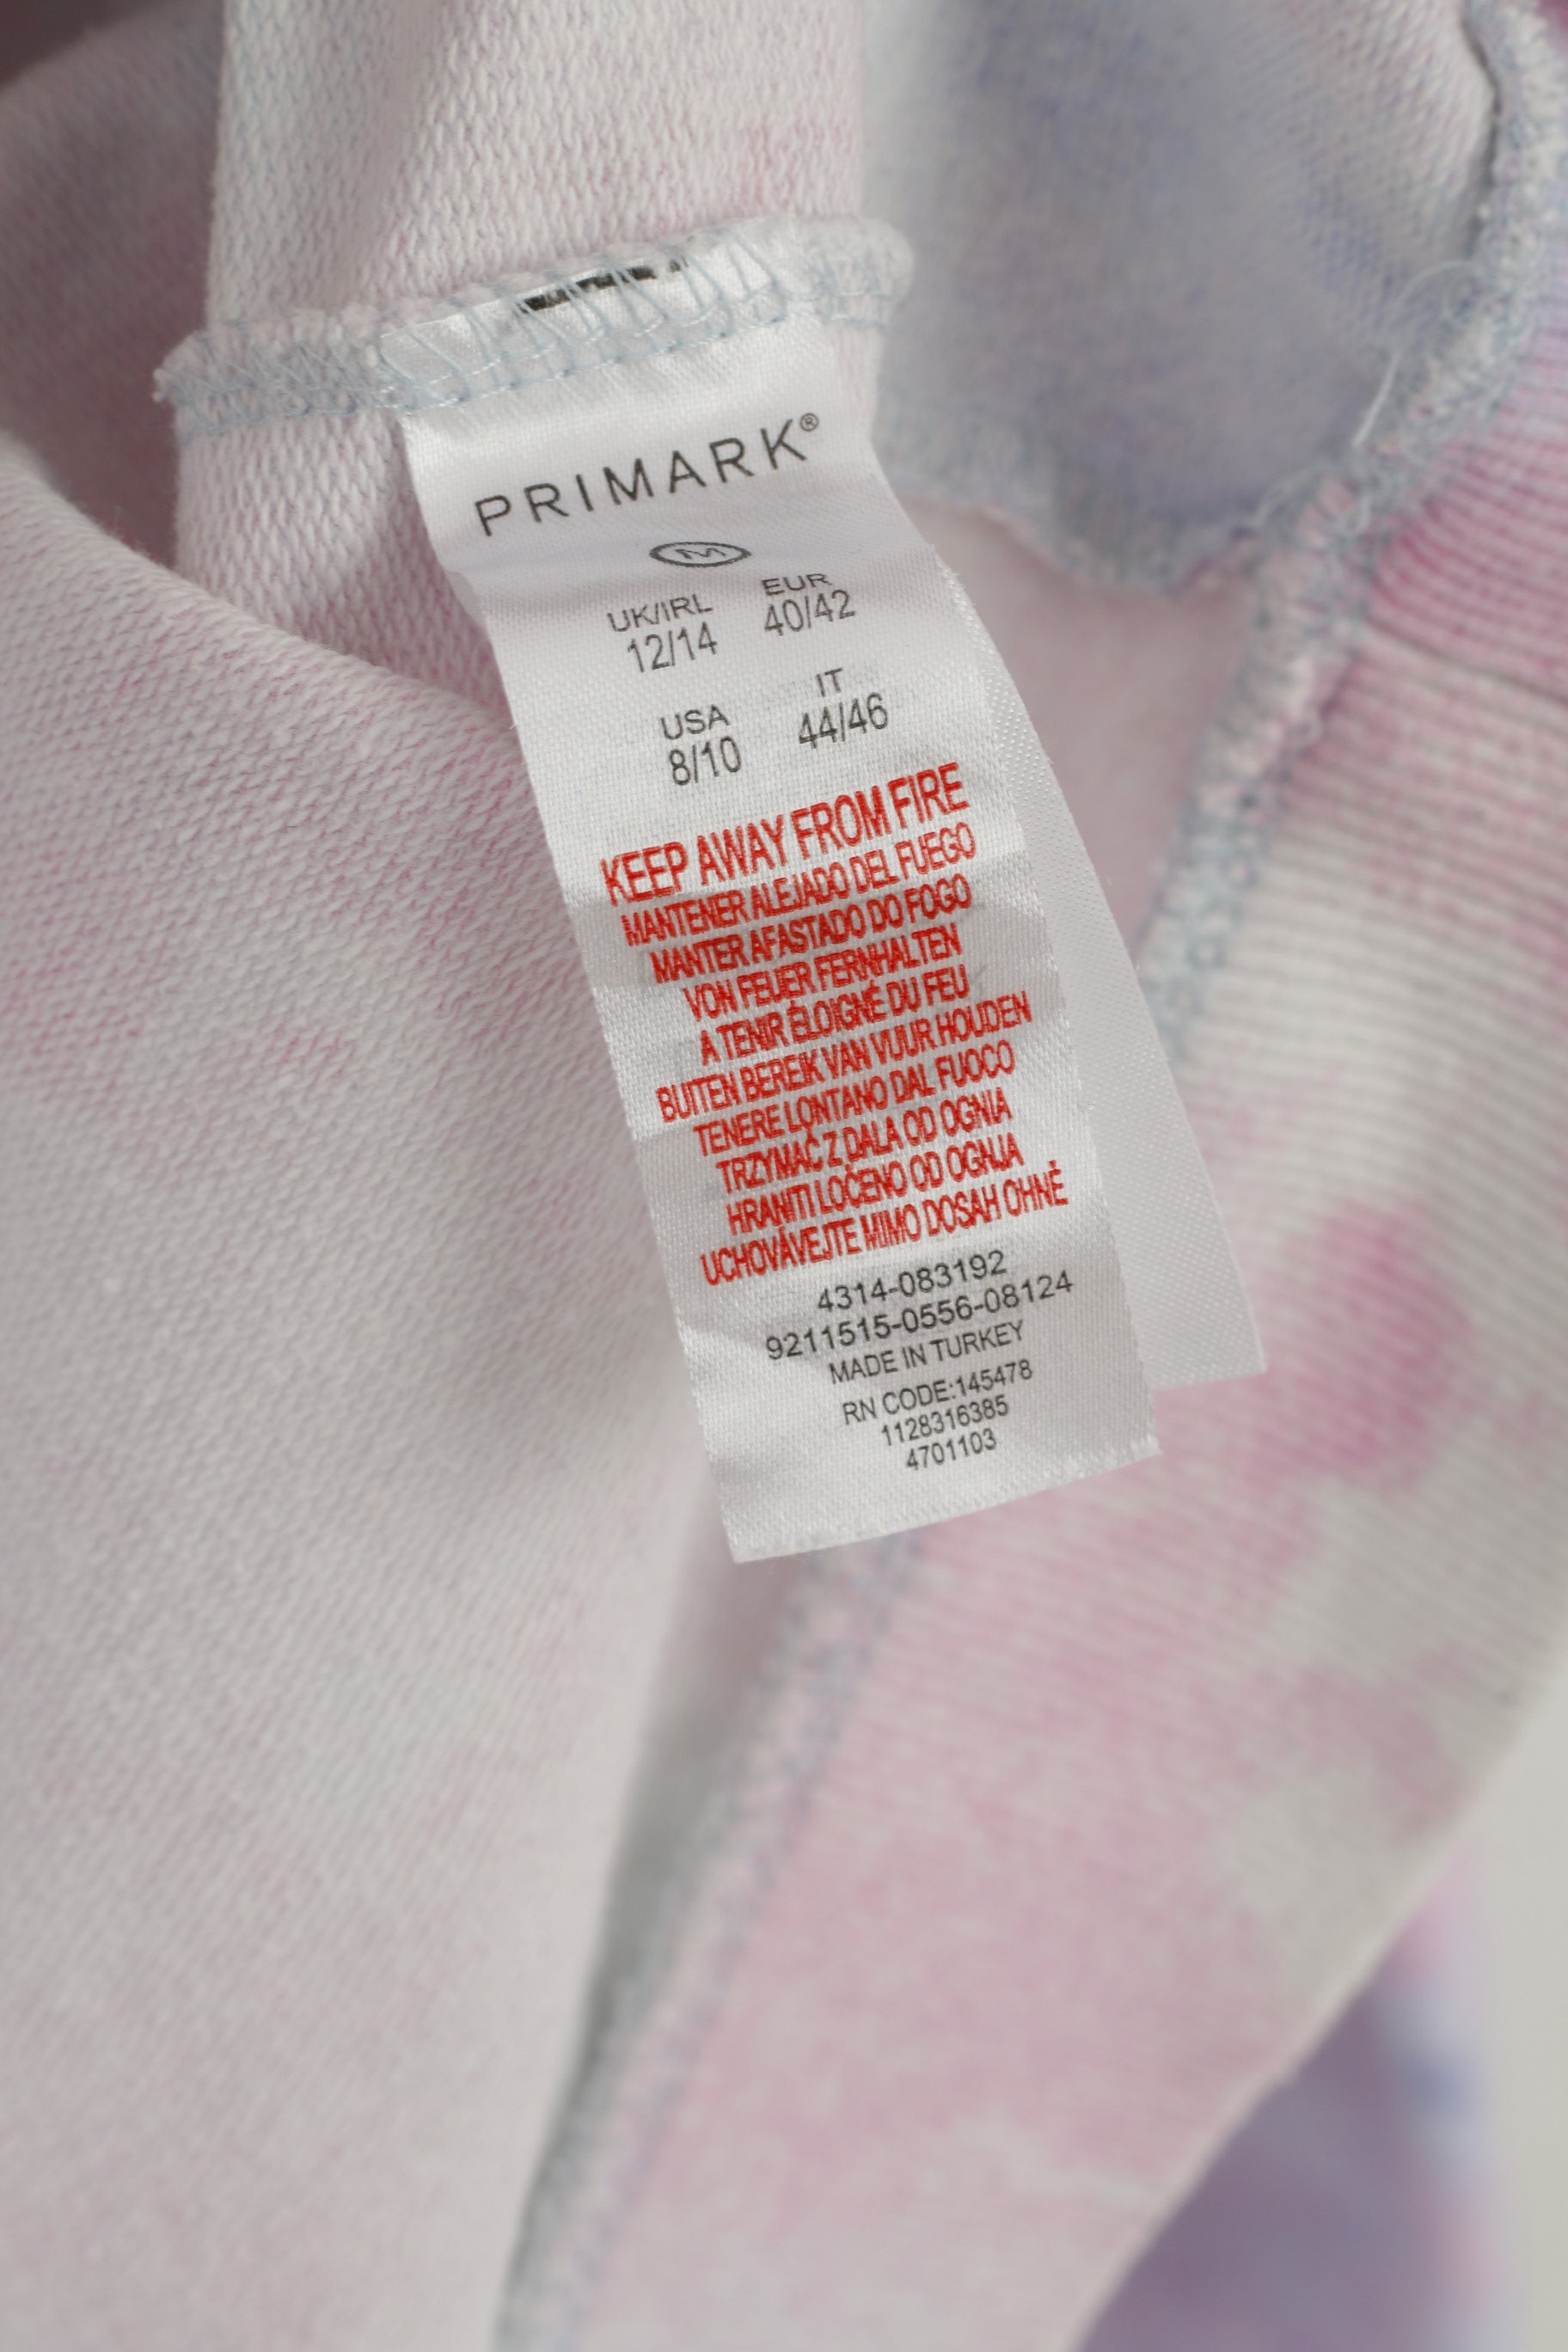 PRIMARK®
M
UK/IRL EUR
12/14 40/42
USA IT
8/10 44/46
KEEP AWAY FROM FIRE
MANTENER ALEJADO DEL FUEGO
MANTER AFASTADO DO FOGO
VON FEUER FERNHALTEN
A TENIR ÉLOIGNÉ DU FEU
BUITEN BEREIK VAN VUUR HOUDEN
TENERE LONTANO DAL FUOCO
TRZYMAĆ Z DALA OD OGNIA
HRANITI LOČENO OD OGNJA
UCHOVÁVEJTE MIMO DOSAH OHNĚ
4314-083192
9211515-0556-08124
MADE IN TURKEY
RN CODE:145478
1128316385
4701103